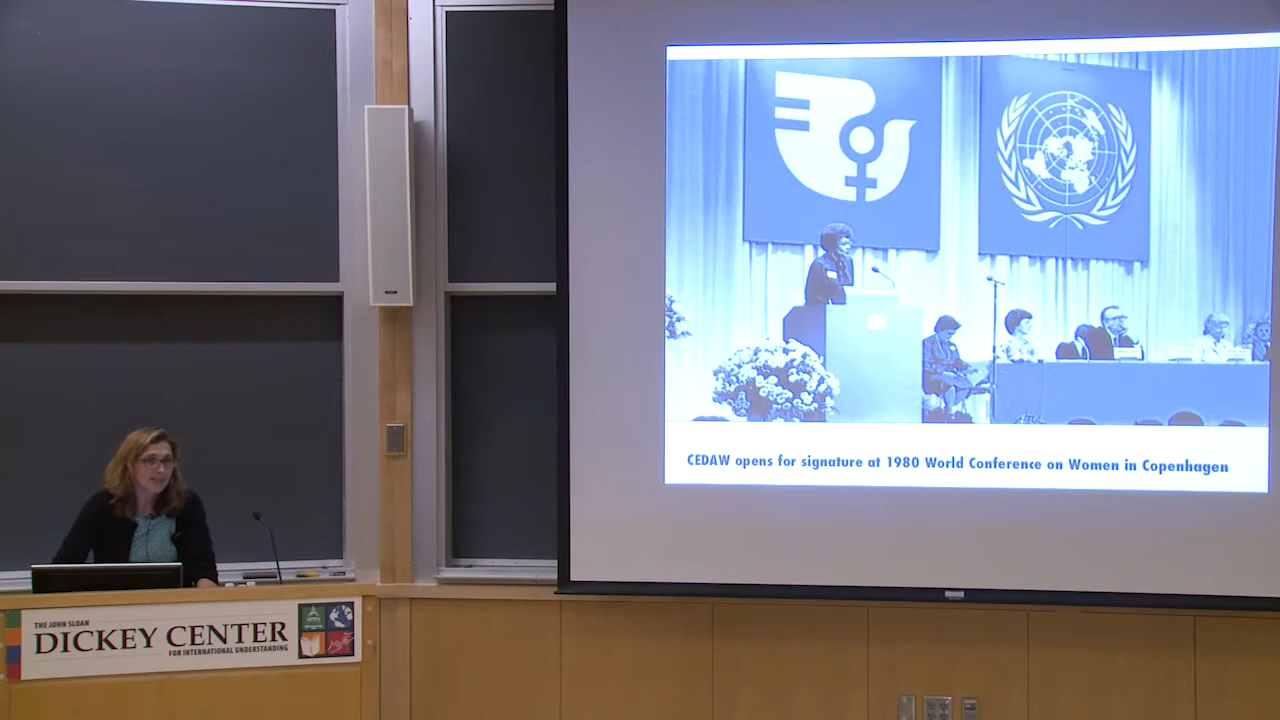 CEDAW opens for signature at 1980 World Conference on Women in Copenhagen
THE JOHN SLOAN
DICKEY CENTER
FOR INTERNATIONAL UNDERSTANDING